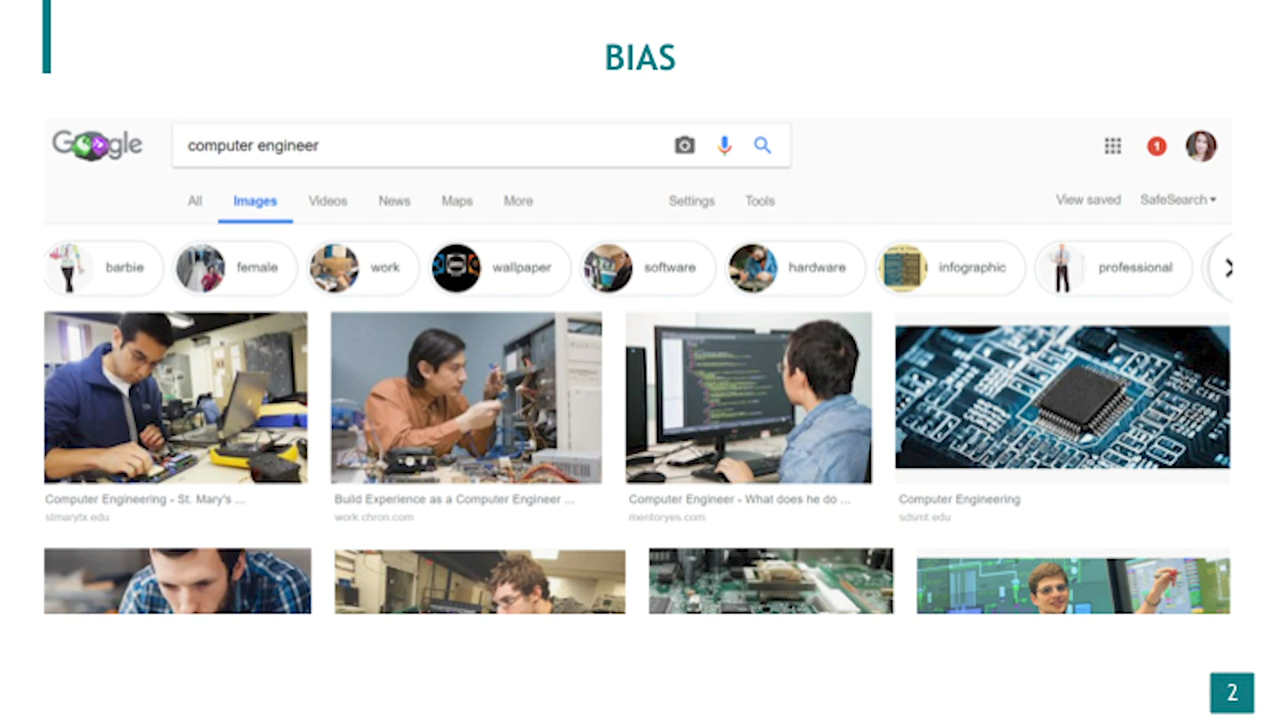 BIAS
Google
computer engineer
1
All Images Videos News Maps More Settings Tools View saved SafeSearch
barbie female work wallpaper software hardware infographic professional
Computer Engineering - St. Mary's ... Build Experience as a Computer Engineer ... Computer Engineer - What does he do ... Computer Engineering
stmarytx.edu work.chron.com mentoryes.com sdsmt.edu
2